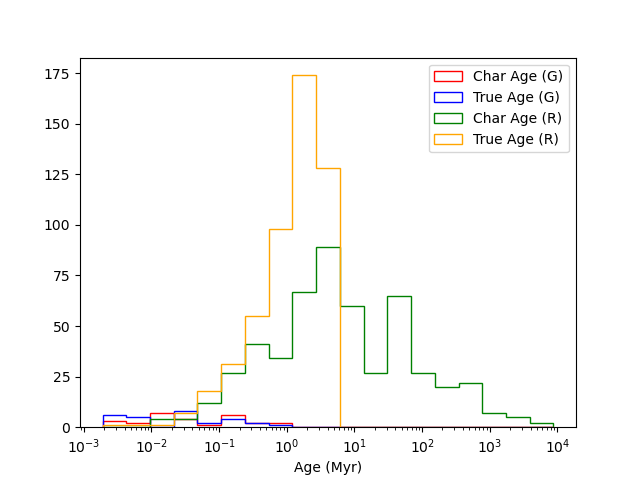 175
150
125
100
75
50
25
0
10⁻³ 10⁻² 10⁻¹ 10⁰ 10¹ 10² 10³ 10⁴
Age (Myr)
Char Age (G)
True Age (G)
Char Age (R)
True Age (R)